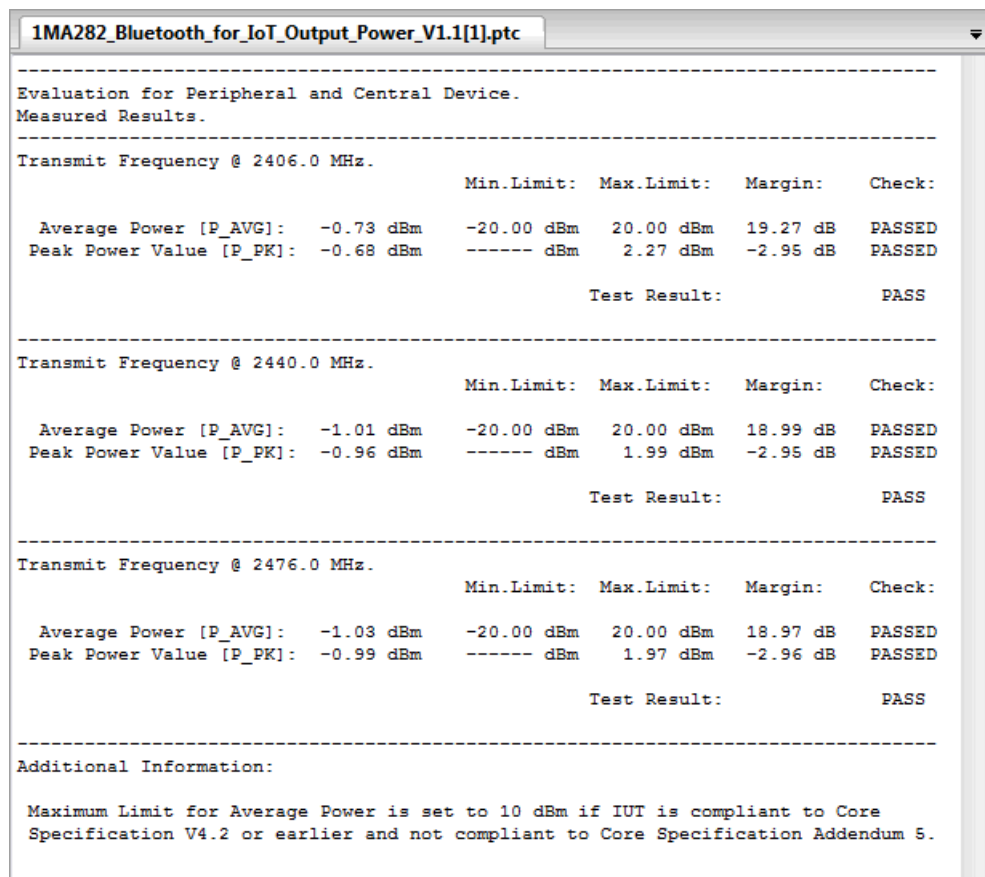 1MA282_Bluetooth_for_IoT_Output_Power_V1.1[1].ptc
--------------------------------------------------------------------------------
Evaluation for Peripheral and Central Device.
Measured Results.
--------------------------------------------------------------------------------
Transmit Frequency @ 2406.0 MHz.
Min.Limit: Max.Limit: Margin: Check:
Average Power [P_AVG]: -0.73 dBm -20.00 dBm 20.00 dBm 19.27 dB PASSED
Peak Power Value [P_PK]: -0.68 dBm ------ dBm 2.27 dBm -2.95 dB PASSED
Test Result: PASS
--------------------------------------------------------------------------------
Transmit Frequency @ 2440.0 MHz.
Min.Limit: Max.Limit: Margin: Check:
Average Power [P_AVG]: -1.01 dBm -20.00 dBm 20.00 dBm 18.99 dB PASSED
Peak Power Value [P_PK]: -0.96 dBm ------ dBm 1.99 dBm -2.95 dB PASSED
Test Result: PASS
--------------------------------------------------------------------------------
Transmit Frequency @ 2476.0 MHz.
Min.Limit: Max.Limit: Margin: Check:
Average Power [P_AVG]: -1.03 dBm -20.00 dBm 20.00 dBm 18.97 dB PASSED
Peak Power Value [P_PK]: -0.99 dBm ------ dBm 1.97 dBm -2.96 dB PASSED
Test Result: PASS
--------------------------------------------------------------------------------
Additional Information:
Maximum Limit for Average Power is set to 10 dBm if IUT is compliant to Core
Specification V4.2 or earlier and not compliant to Core Specification Addendum 5.